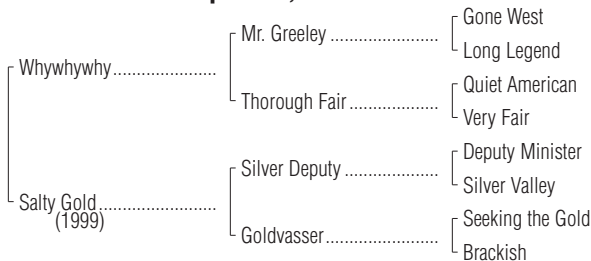 Gone West
Mr. Greeley
Long Legend
Whywhywhy
Quiet American
Thorough Fair
Very Fair
Deputy Minister
Silver Deputy
Silver Valley
Salty Gold
(1999)
Seeking the Gold
Goldvasser
Brackish